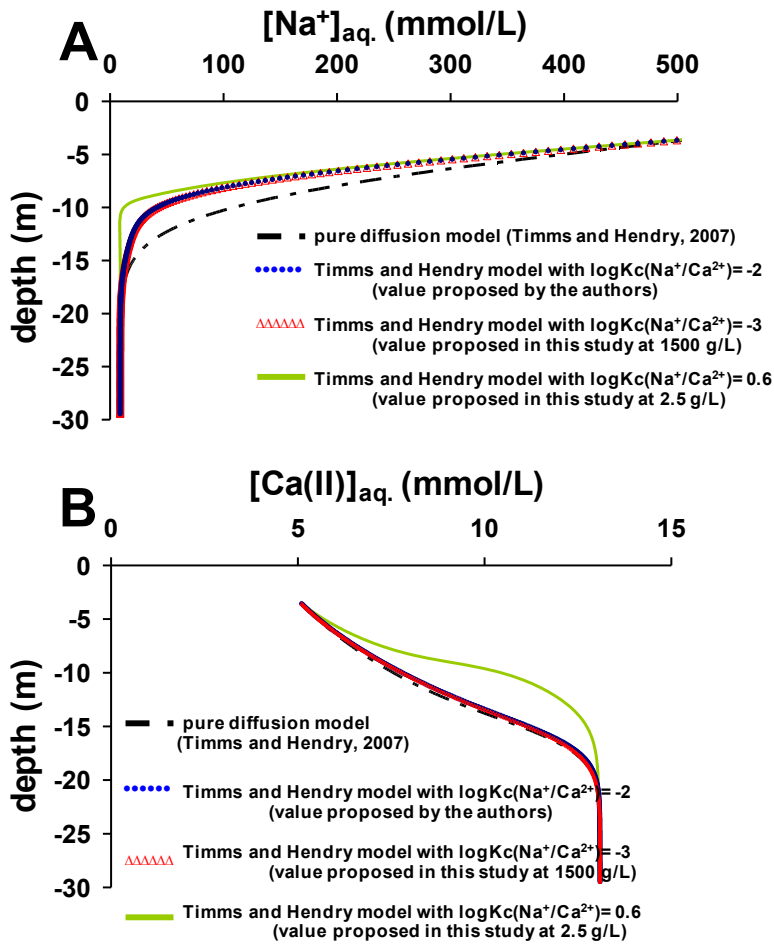 A
[Na⁺]aq. (mmol/L)
0 100 200 300 400 500
0
-5
-10
-15
-20
-25
-30
depth (m)
pure diffusion model (Timms and Hendry, 2007)
Timms and Hendry model with logKc(Na⁺/Ca²⁺)= -2
(value proposed by the authors)
Timms and Hendry model with logKc(Na⁺/Ca²⁺)= -3
(value proposed in this study at 1500 g/L)
Timms and Hendry model with logKc(Na⁺/Ca²⁺)= 0.6
(value proposed in this study at 2.5 g/L)
B
[Ca(II)]aq. (mmol/L)
0 5 10 15
0
-5
-10
-15
-20
-25
-30
depth (m)
pure diffusion model
(Timms and Hendry, 2007)
Timms and Hendry model with logKc(Na⁺/Ca²⁺)= -2
(value proposed by the authors)
Timms and Hendry model with logKc(Na⁺/Ca²⁺)= -3
(value proposed in this study at 1500 g/L)
Timms and Hendry model with logKc(Na⁺/Ca²⁺)= 0.6
(value proposed in this study at 2.5 g/L)